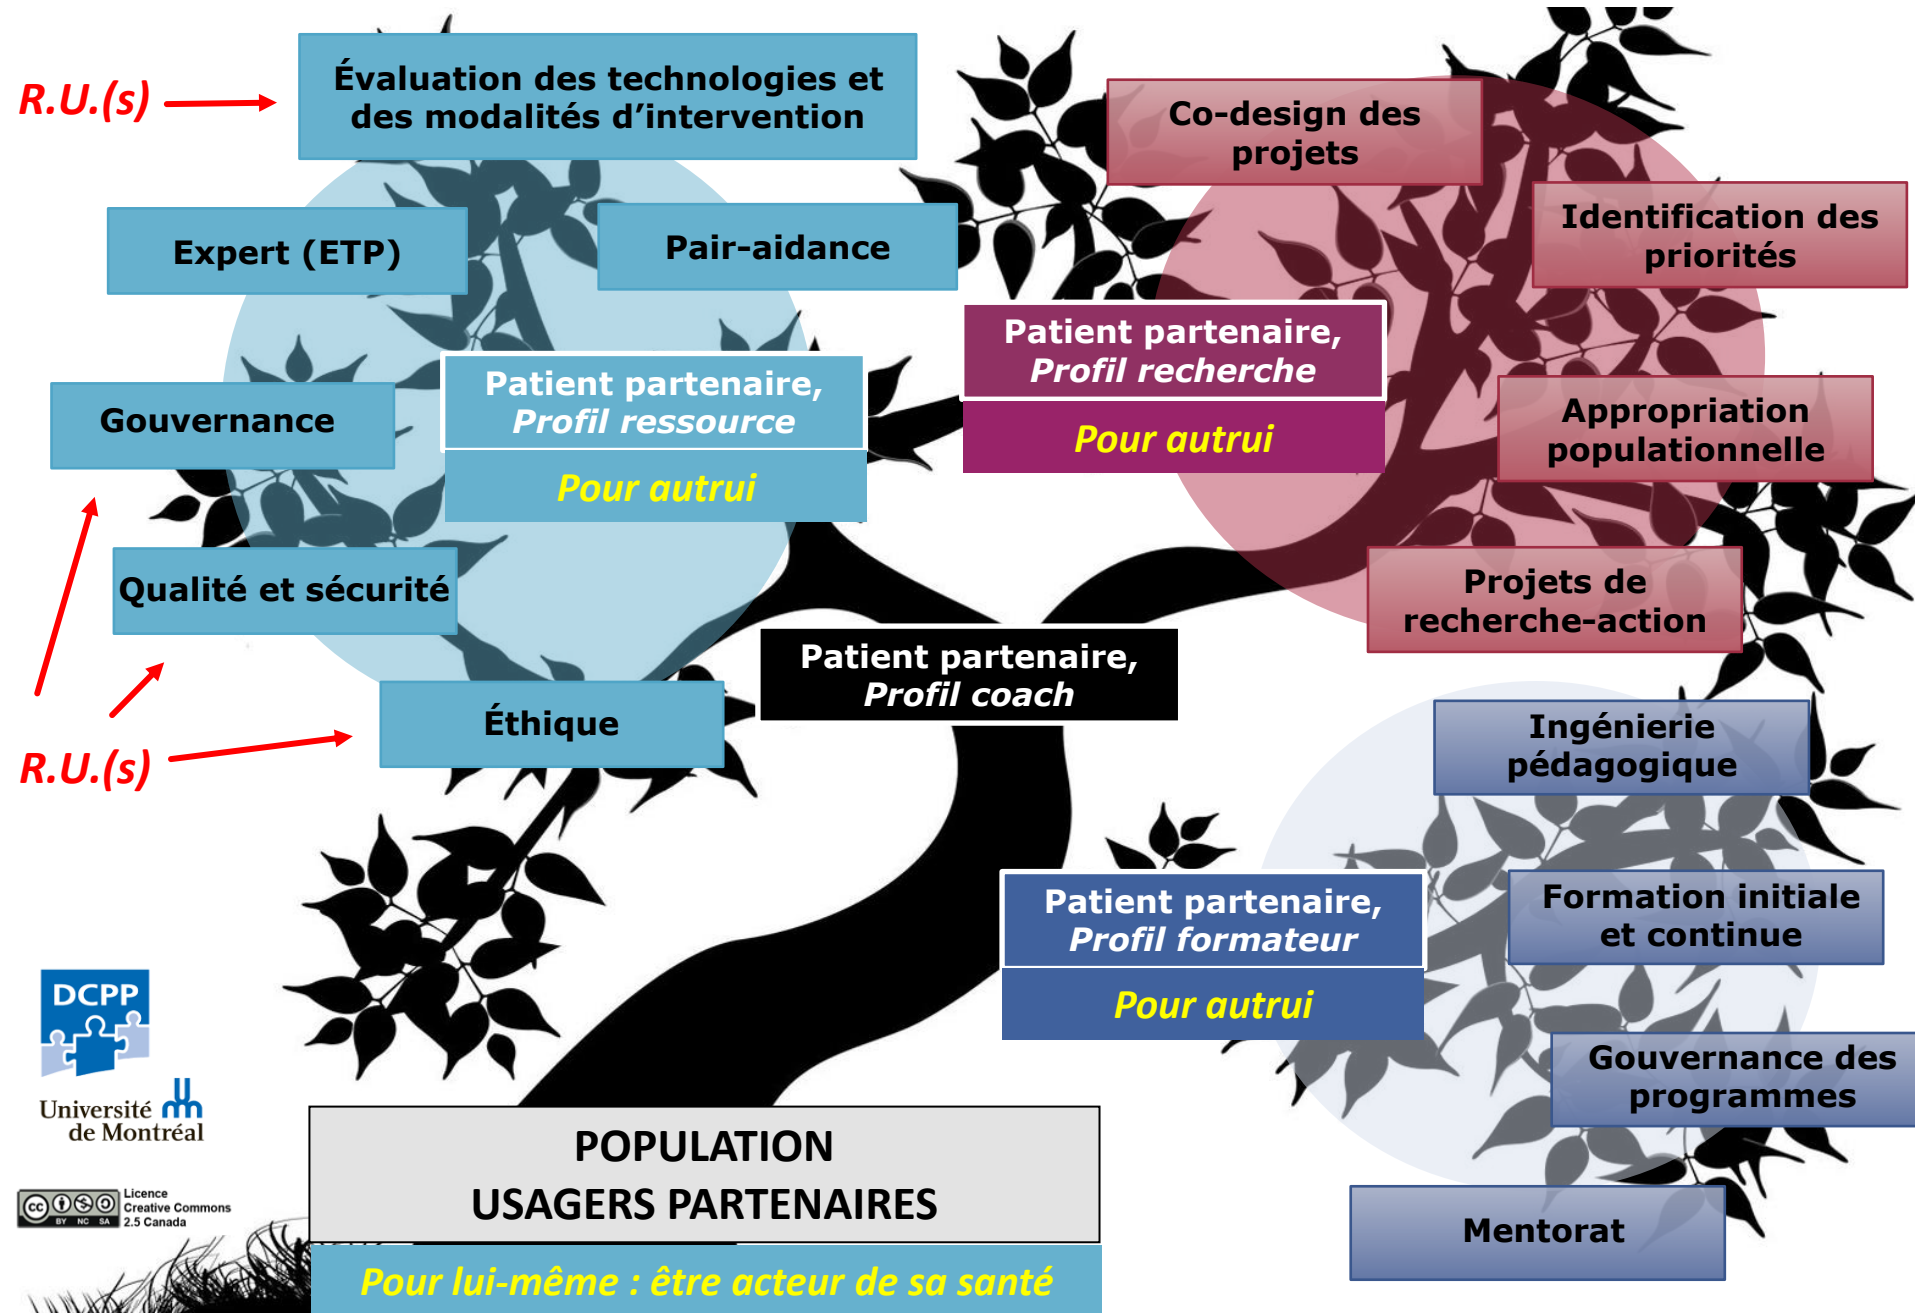 R.U.(s)
Évaluation des technologies et
des modalités d'intervention
Expert (ETP)
Pair-aidance
Gouvernance
Patient partenaire,
Profil ressource
Pour autrui
Qualité et sécurité
Éthique
R.U.(s)
Co-design des
projets
Identification des
priorités
Patient partenaire,
Profil recherche
Pour autrui
Appropriation
populationnelle
Projets de
recherche-action
Patient partenaire,
Profil coach
Ingénierie
pédagogique
Patient partenaire,
Profil formateur
Pour autrui
Formation initiale
et continue
Gouvernance des
programmes
Mentorat
DCPP
Université
de Montréal
cc
BY NC SA
Licence
Creative Commons
2.5 Canada
POPULATION
USAGERS PARTENAIRES
Pour lui-même : être acteur de sa santé